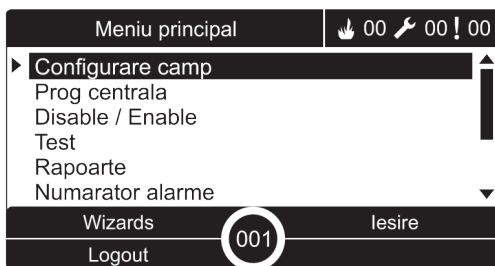 Meniu principal 00 00 00
Configurare camp
Prog centrala
Disable / Enable
Test
Rapoarte
Numarator alarme
Wizards 001 Iesire
Logout